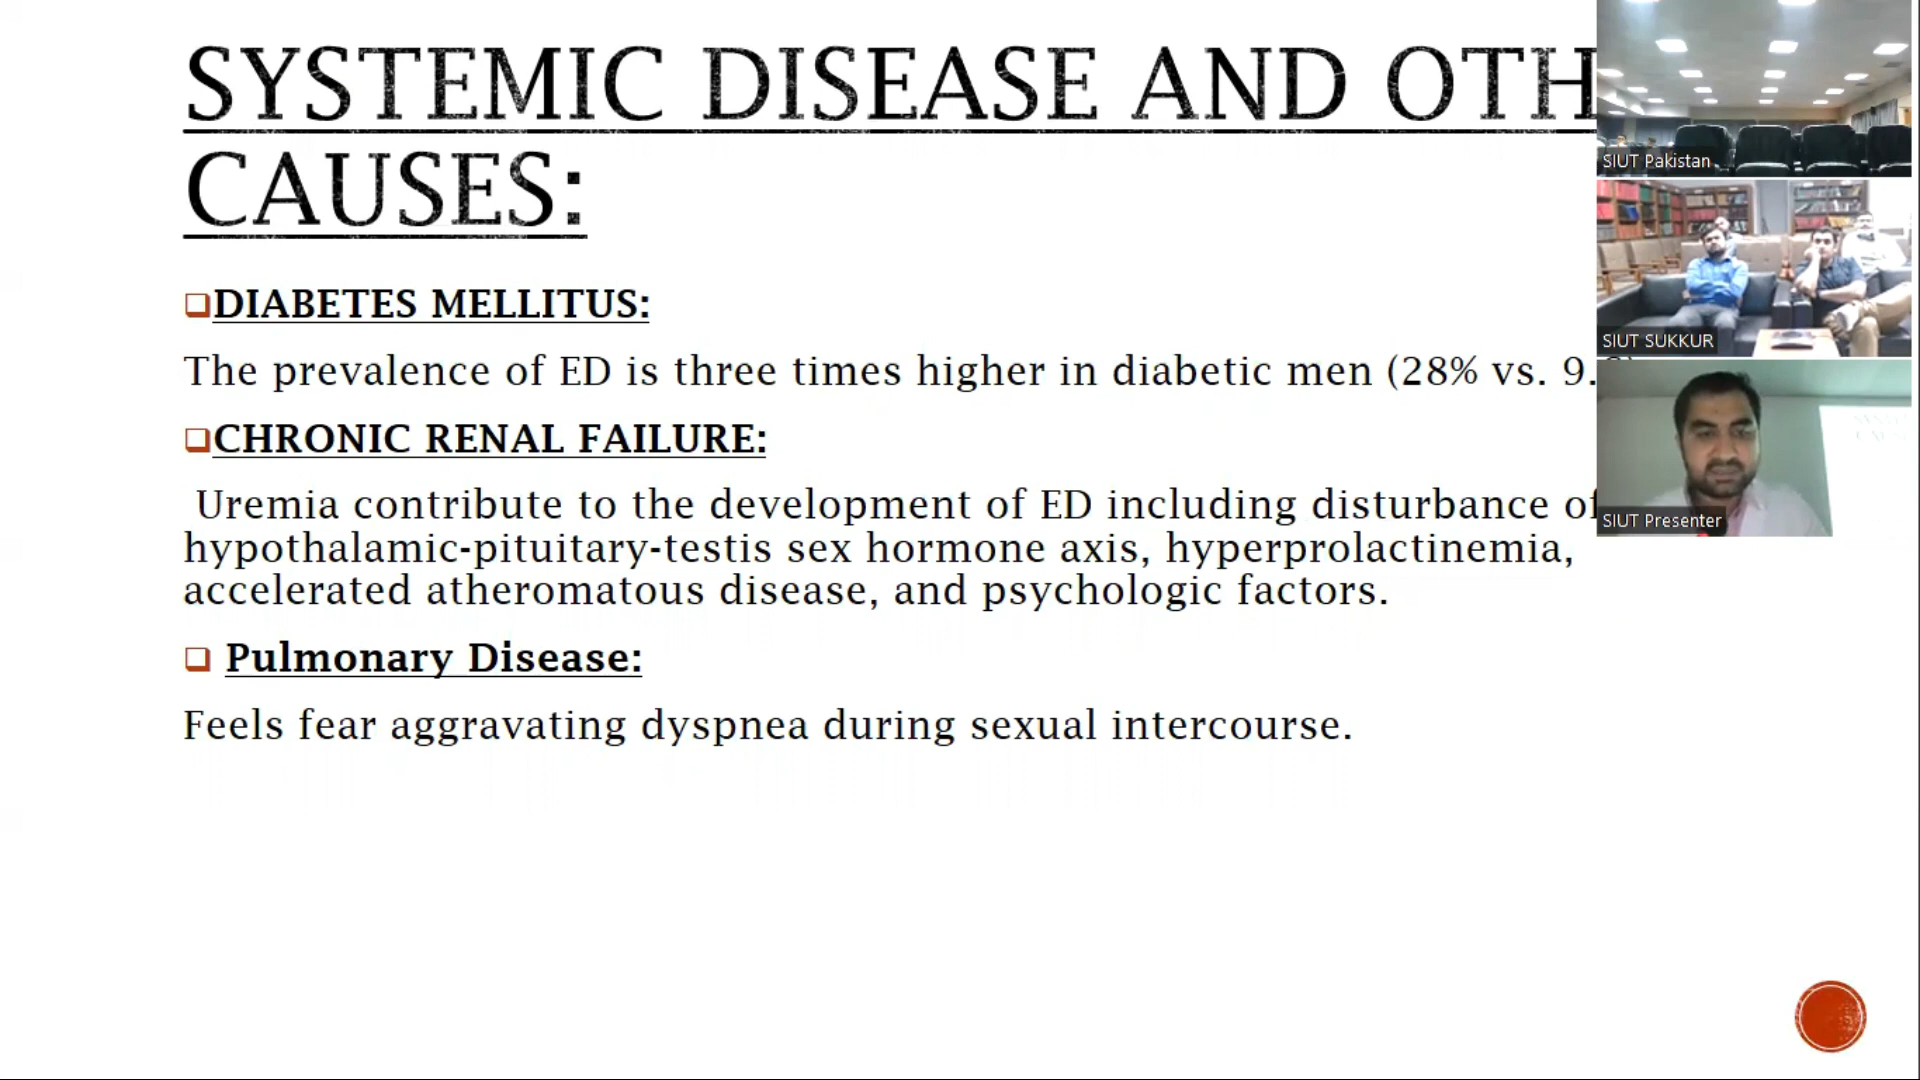 SYSTEMIC DISEASE AND OTH
CAUSES:
DIABETES MELLITUS:
The prevalence of ED is three times higher in diabetic men (28% vs. 9.
CHRONIC RENAL FAILURE:
Uremia contribute to the development of ED including disturbance of
hypothalamic-pituitary-testis sex hormone axis, hyperprolactinemia,
accelerated atheromatous disease, and psychologic factors.
Pulmonary Disease:
Feels fear aggravating dyspnea during sexual intercourse.
SIUT Pakistan
SIUT SUKKUR
SIUT Presenter